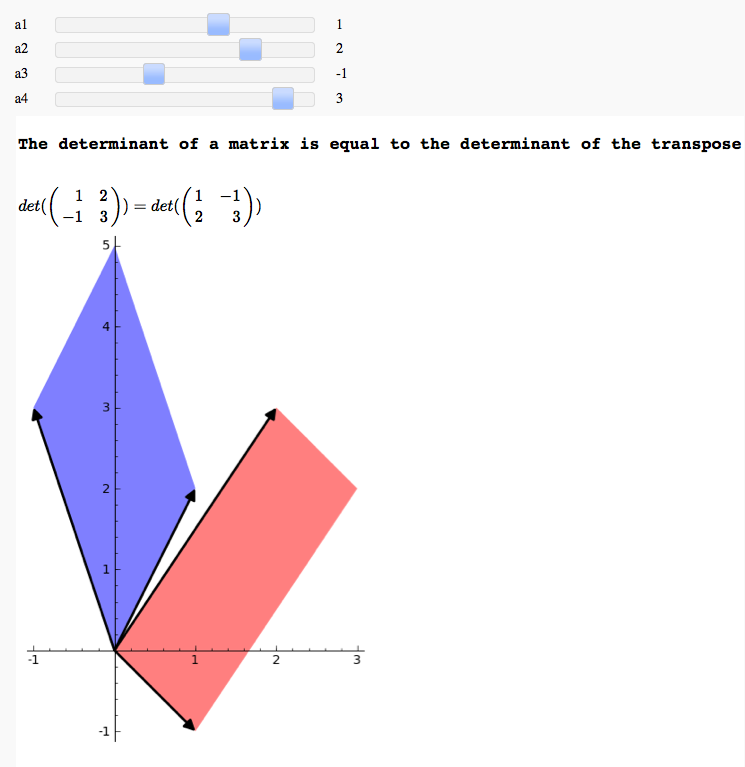 a1 1
a2 2
a3 -1
a4 3
The determinant of a matrix is equal to the determinant of the transpose
det(( 1 2 −1 3 )) = det(( 1 −1 2 3 ))
5
4
3
2
1
-1 1 2 3
-1